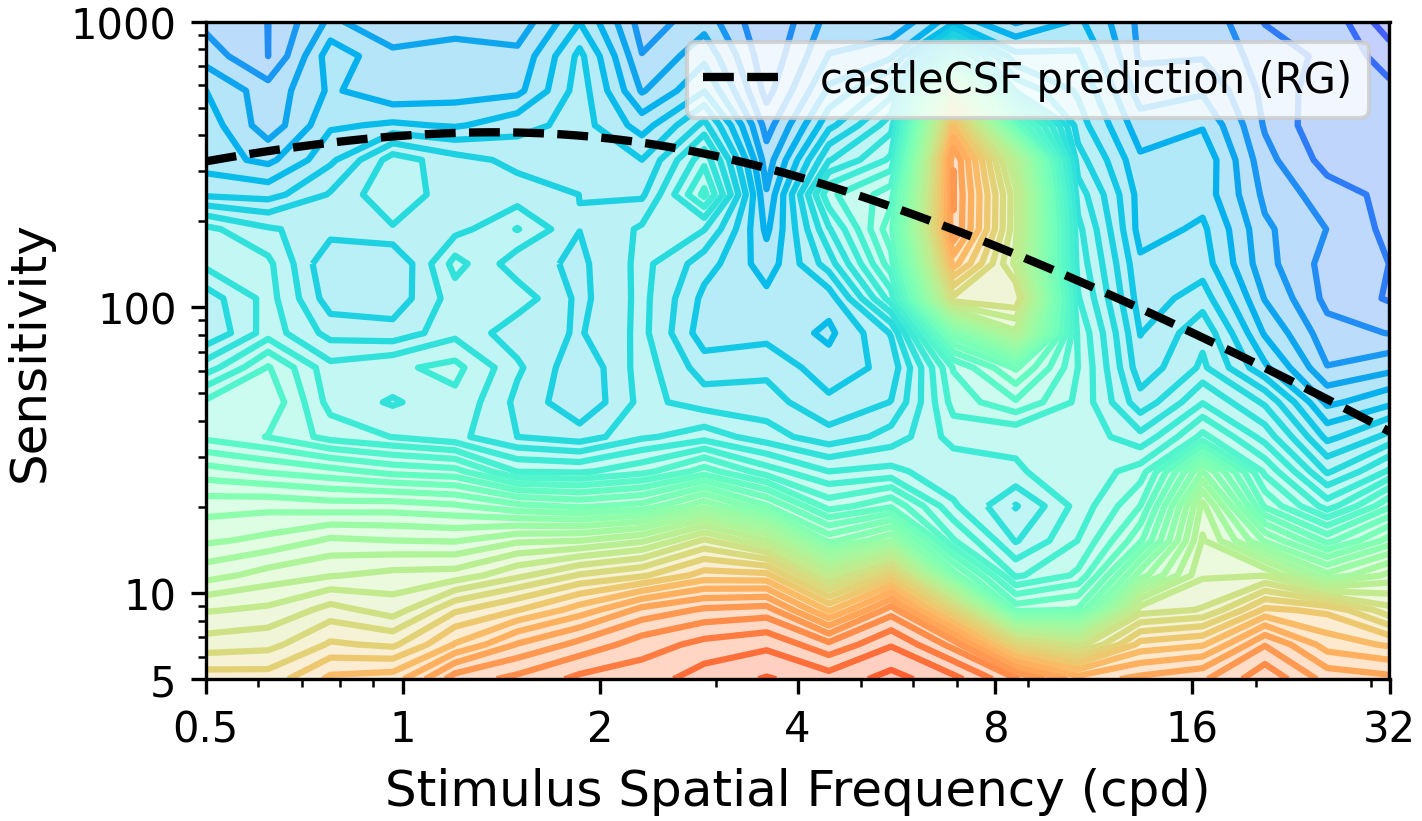 1000
100
10
5
Sensitivity
castleCSF prediction (RG)
0.5 1 2 4 8 16 32
Stimulus Spatial Frequency (cpd)